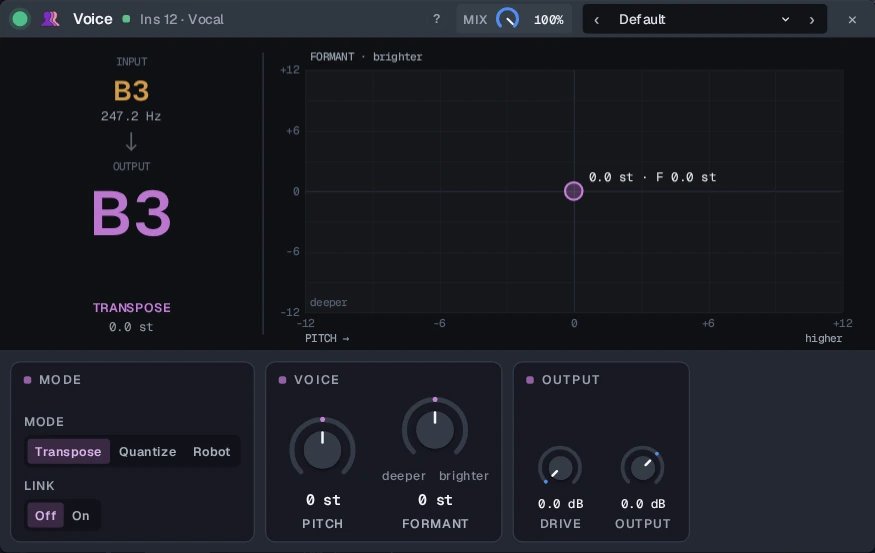 Voice Ins 12 · Vocal ? MIX 100% ‹ Default › ×
INPUT
B3
247.2 Hz
↓
OUTPUT
B3
TRANSPOSE
0.0 st
FORMANT · brighter
+12
+6
0
-6
-12
0.0 st · F 0.0 st
deeper
-12 -6 0 +6 +12
PITCH → higher
MODE
MODE
Transpose Quantize Robot
LINK
Off On
VOICE
deeper brighter
0 st 0 st
PITCH FORMANT
OUTPUT
0.0 dB 0.0 dB
DRIVE OUTPUT